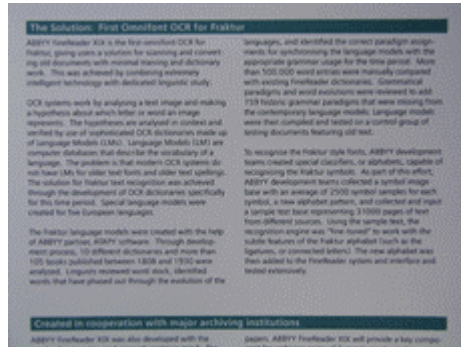 The Solution: First Omnifont OCR for Fraktur
ABBYY FineReader XIX is the first omnifont OCR for
Fraktur, giving users a solution for scanning and convert-
ing old documents with minimal training and dictionary
work. This was achieved by combining extremely
intelligent technology with dedicated linguistic study.
OCR systems work by analysing a text image and making
a hypothesis about which letter or word an image
represents. The hypotheses are analysed in context and
verified by use of sophisticated OCR dictionaries made up
of Language Models (LMs). Language Models (LM) are
computer databases that describe the vocabulary of a
language. The problem is that modern OCR systems do
not have LMs for older text fonts and older text spellings.
The solution for Fraktur text recognition was achieved
through the development of OCR dictionaries specifically
for this time period. Special language models were
created for five European languages.
The Fraktur language models were created with the help
of ABBYY partner, ATAPY software. Through develop-
ment process, 10 different dictionaries and more than
105 books published between 1808 and 1930 were
analysed. Linguists reviewed word stock, identified
words that have phased out through the evolution of the
languages, and identified the correct paradigm assign-
ments for synchronising the language models with the
appropriate grammar usage for the time period. More
than 500,000 word entries were manually compared
with existing FineReader dictionaries. Grammatical
paradigms and word evolutions were reviewed to add
159 historic grammar paradigms that were missing from
the contemporary language models. Language models
were then compiled and tested on a control group of
testing documents featuring old text.
To recognise the Fraktur style fonts, ABBYY development
teams created special classifiers, or alphabets, capable of
recognising the Fraktur symbols. As part of this effort,
ABBYY development teams collected a symbol image
base with an average of 2500 symbol samples for each
symbol, a new alphabet pattern, and collected and input
a sample text base representing 31000 pages of text
from different sources. Using the sample text, the
recognition engine was "fine tuned" to work with the
subtle features of the Fraktur alphabet (such as the
ligatures, or connected letters). The new alphabet was
then added to the FineReader system and interface and
tested extensively.
Created in cooperation with major archiving institutions
ABBYY FineReader XIX was also developed with the
papers. ABBYY FineReader XIX will provide a key